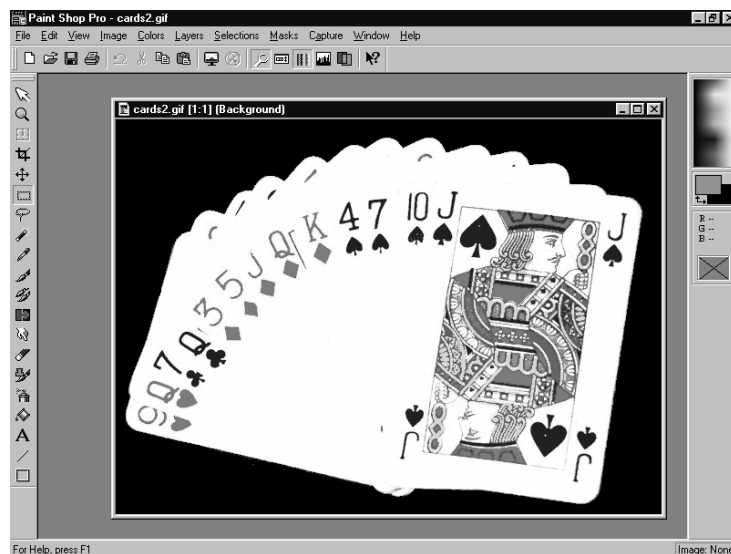 Paint Shop Pro - cards2.gif
File Edit View Image Colors Layers Selections Masks Capture Window Help
cards2.gif [1:1] (Background)
R --
G --
B --
9 Q 7 Q 3 5 J Q K 4 7 10 J J
J J
A
For Help, press F1
Image: None